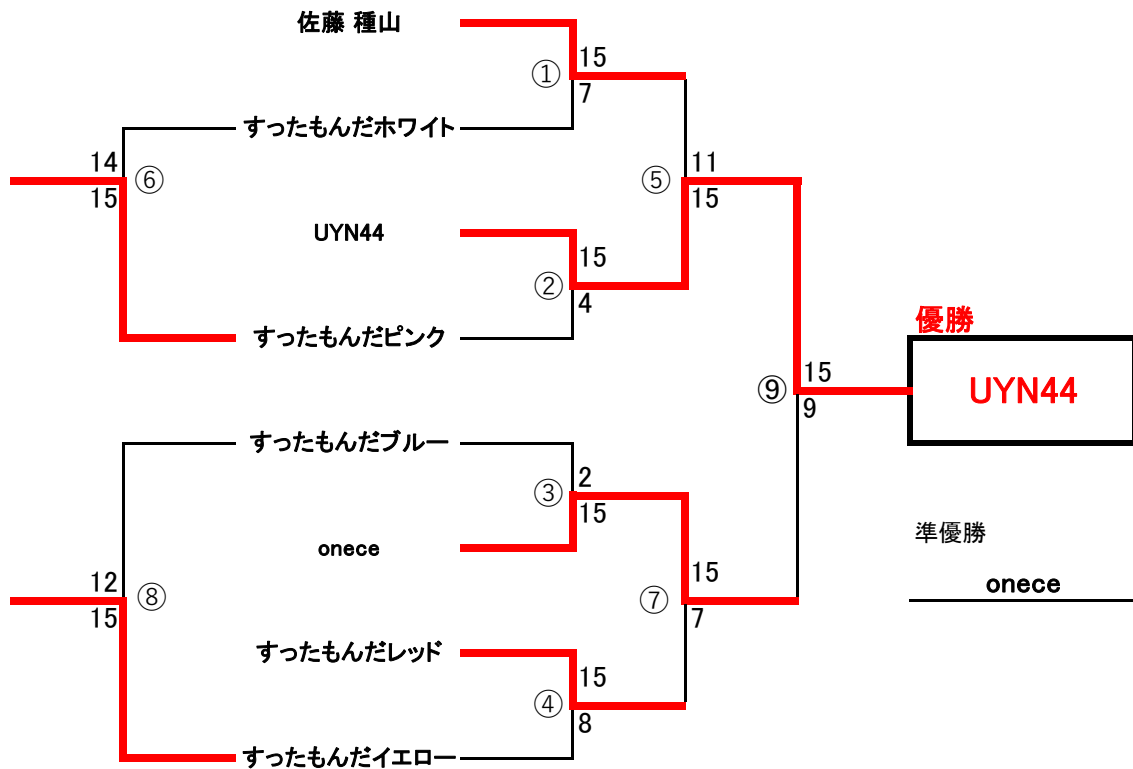 佐藤 種山
15
①
7
すったもんだホワイト
14
⑥
15
11
⑤
15
UYN44
15
②
4
すったもんだピンク
優勝
15
UYN44
⑨
9
すったもんだブルー
2
③
15
準優勝
onece
12
⑧
15
15
⑦
7
onece
すったもんだレッド
15
④
8
すったもんだイエロー